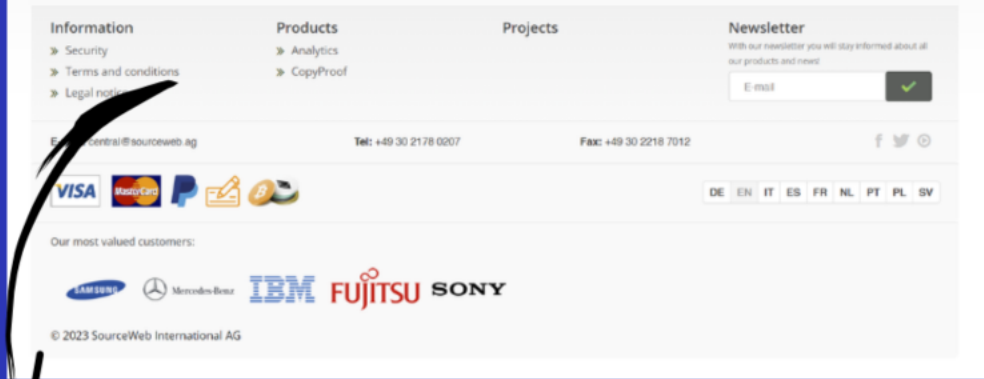 Information
Security
Terms and conditions
Legal notice
Products
Analytics
CopyProof
Projects
Newsletter
With our newsletter you will stay informed about all
our products and news!
E-mail
central@sourceweb.ag
Tel: +49 30 2178 0207
Fax: +49 30 2218 7012
VISA MasterCard
DE EN IT ES FR NL PT PL SV
Our most valued customers:
SAMSUNG Mercedes-Benz IBM FUJITSU SONY
© 2023 SourceWeb International AG